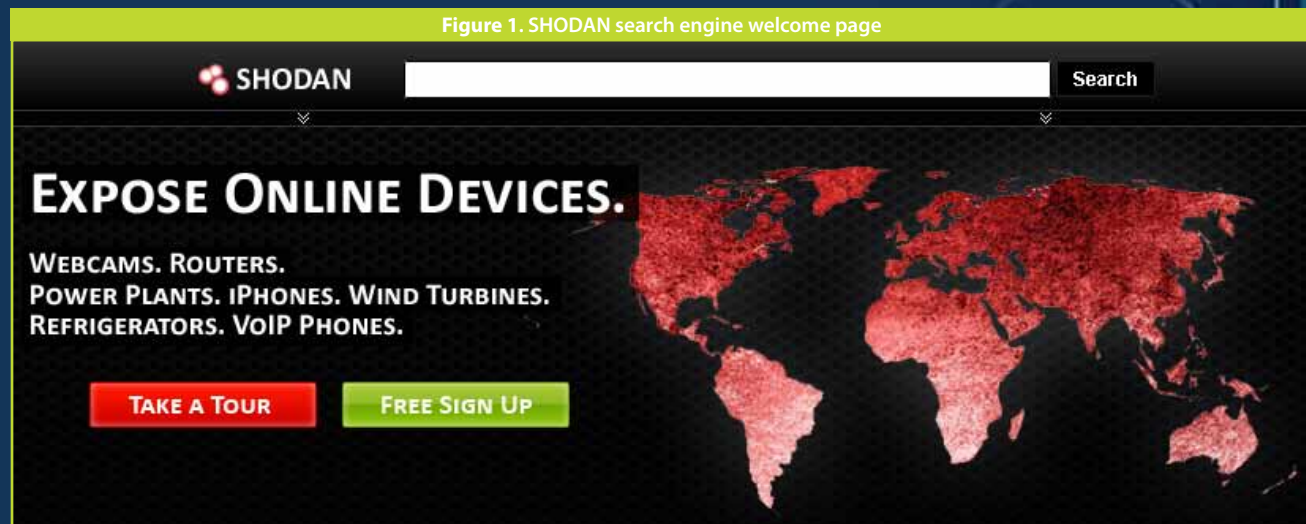 Figure 1. SHODAN search engine welcome page
SHODAN
Search
EXPOSE ONLINE DEVICES.
WEBCAMS. ROUTERS.
POWER PLANTS. IPHONES. WIND TURBINES.
REFRIGERATORS. VOIP PHONES.
TAKE A TOUR
FREE SIGN UP